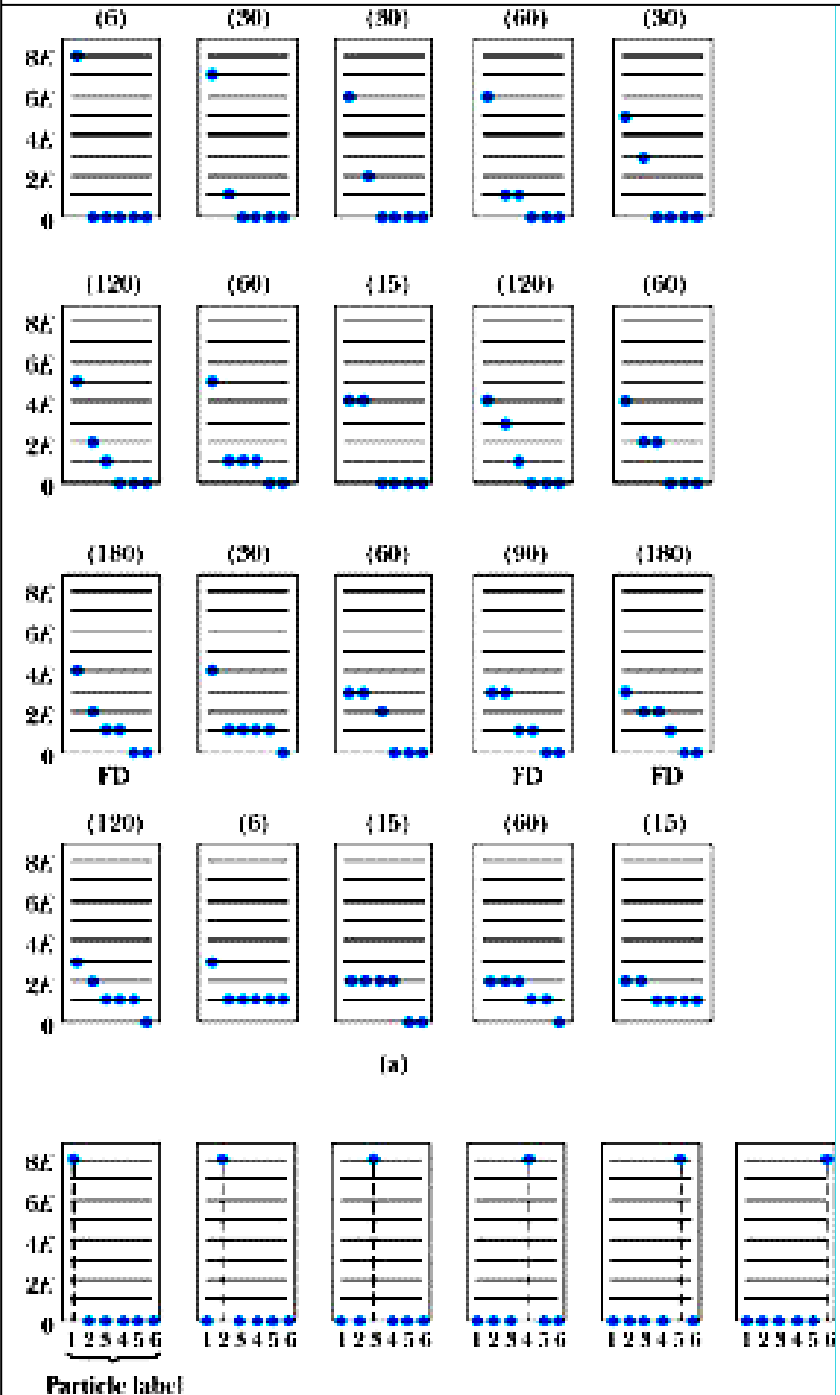 (6) (30) (30) (60) (30)
8E
6E
4E
2E
0
(120) (60) (15) (120) (60)
8E
6E
4E
2E
0
(180) (30) (60) (90) (180)
8E
6E
4E
2E
0
FD FD FD
(120) (6) (15) (60) (15)
8E
6E
4E
2E
0
(a)
8E
6E
4E
2E
0
1 2 3 4 5 6 1 2 3 4 5 6 1 2 3 4 5 6 1 2 3 4 5 6 1 2 3 4 5 6 1 2 3 4 5 6
Particle label